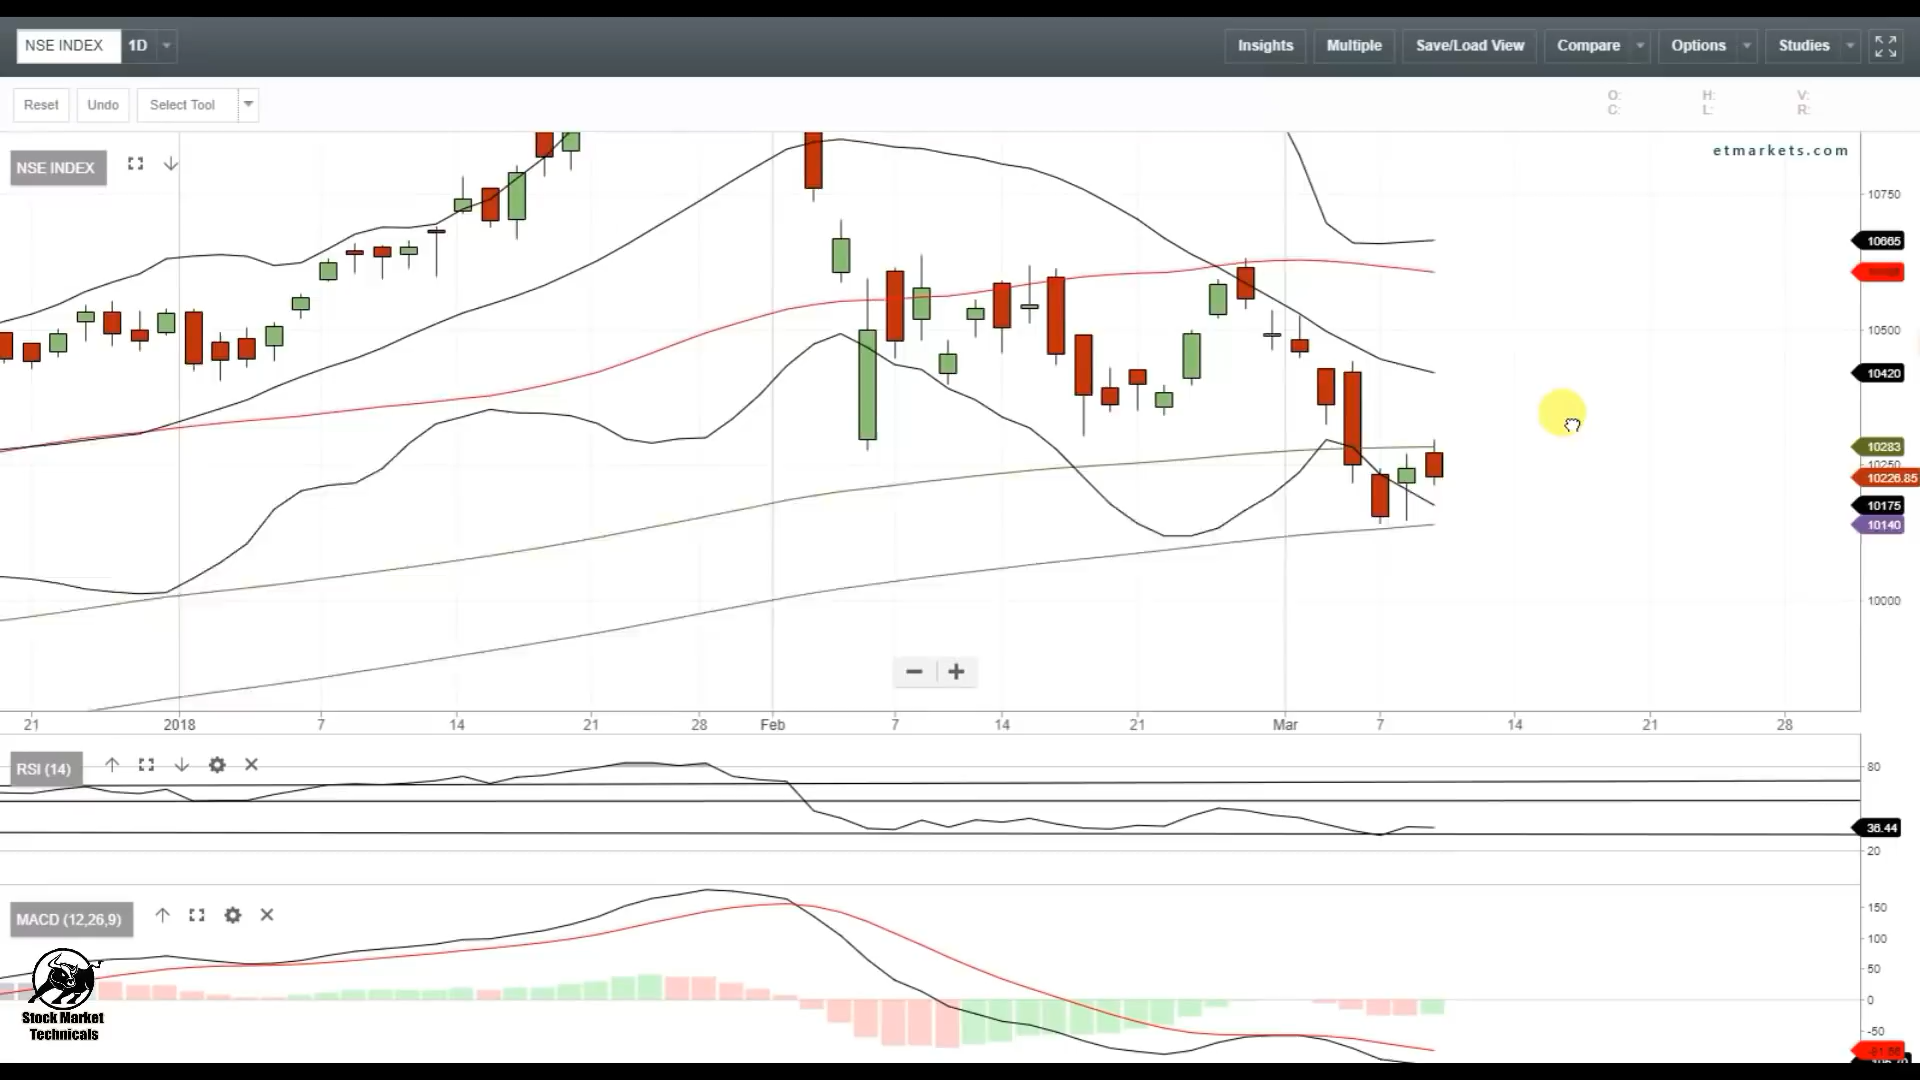 NSE INDEX 1D Insights Multiple Save/Load View Compare Options Studies
Reset Undo Select Tool O: H: V:
C: L: R:
NSE INDEX etmarkets.com
10750
10665
10500
10420
10283
10250
10226.85
10175
10140
10000
21 2018 7 14 21 28 Feb 7 14 21 Mar 7 14 21 28
RSI (14)
80
36.44
20
MACD (12,26,9)
150
100
50
0
-50
Stock Market
Technicals